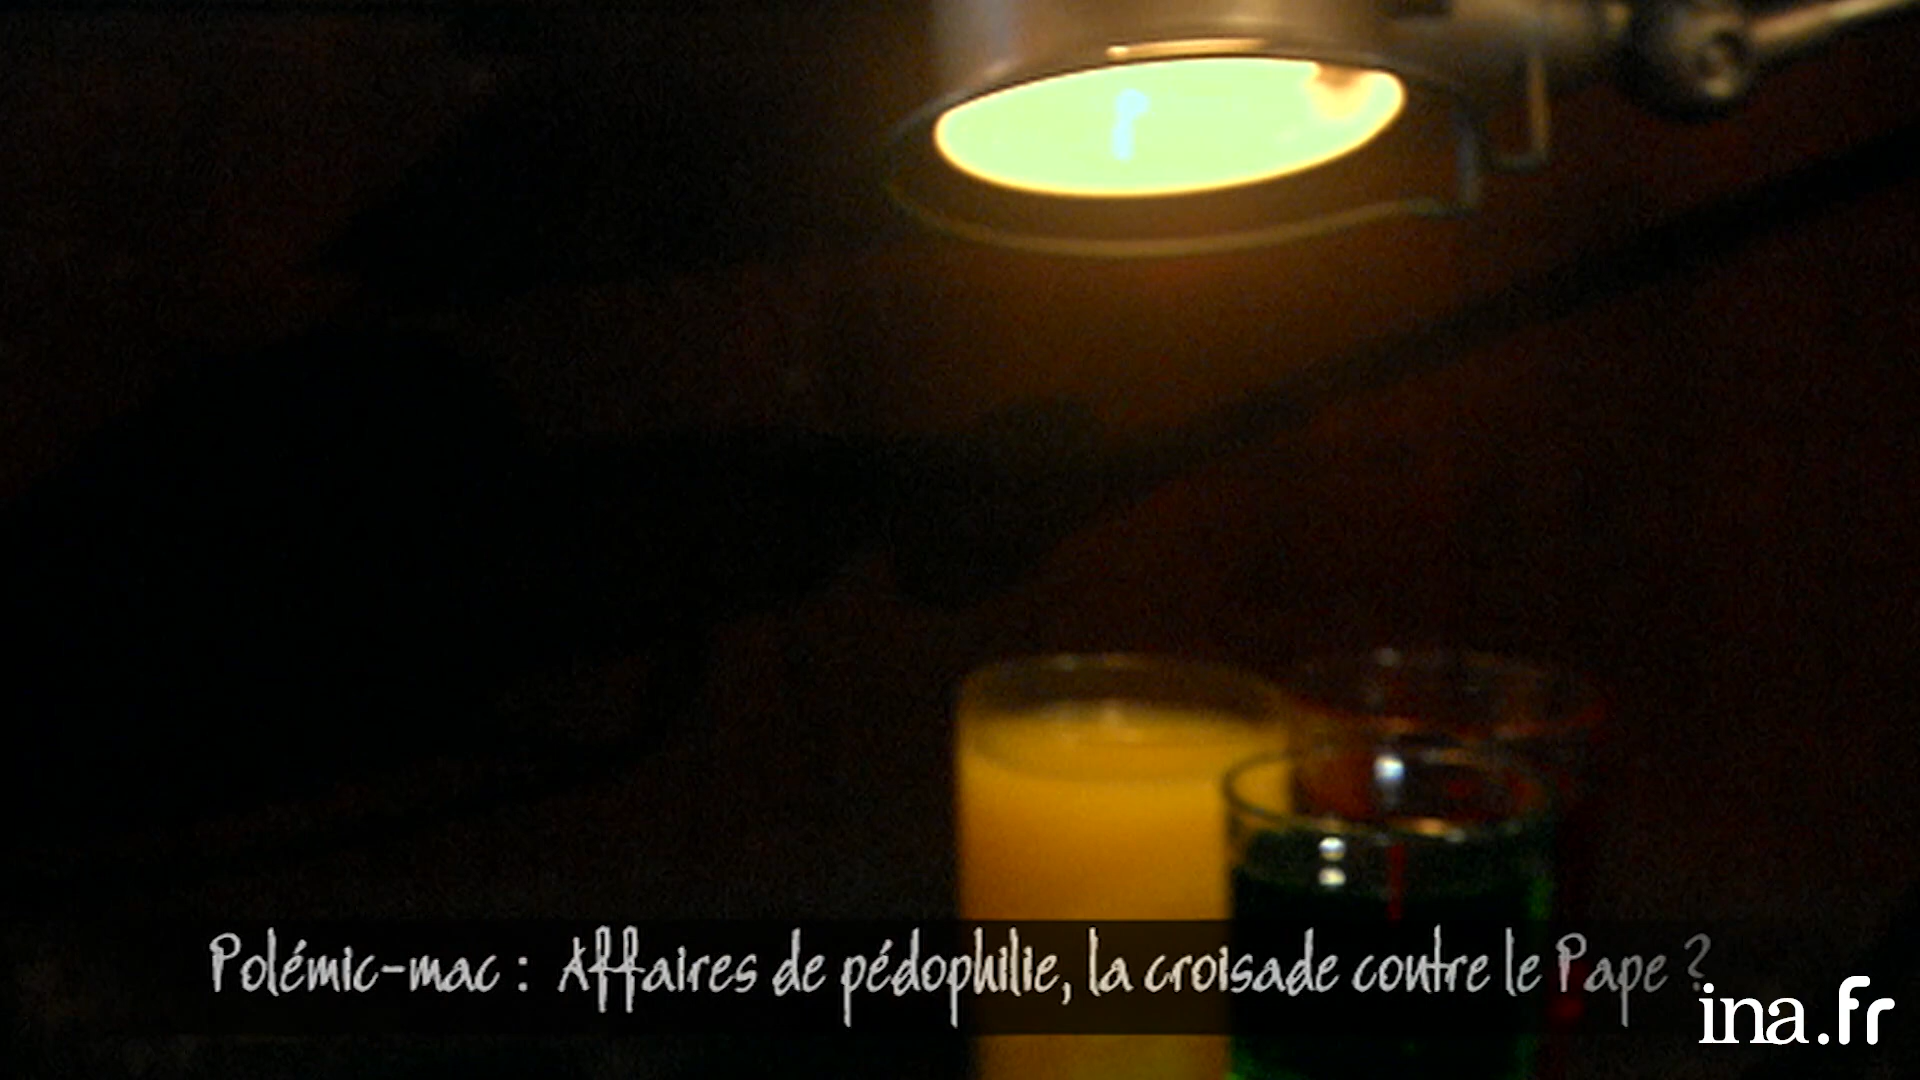 Polémic-mac : Affaires de pédophilie, la croisade contre le Pape ?
ina.fr